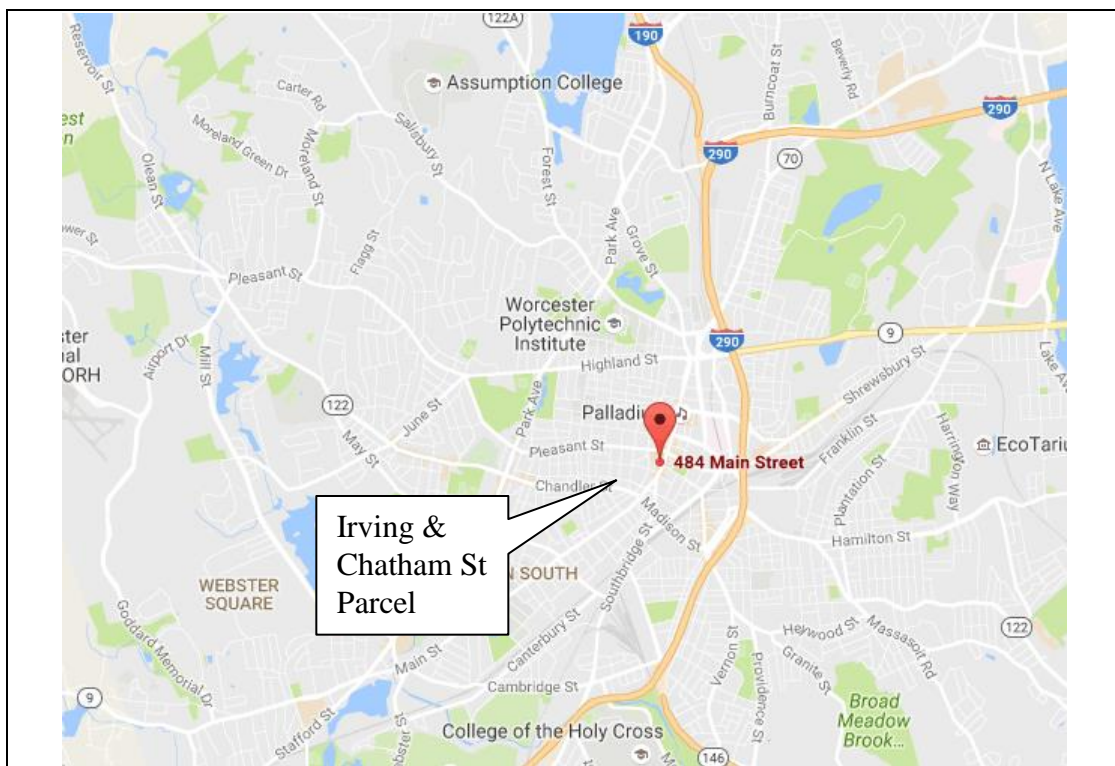 122A
190
Reservoir St
Assumption College
Burncoat St
Beverly Rd
290
Carter Rd
Moreland Green Dr
Moreland St
Salisbury St
Forest St
290
70
N Lake Ave
Olean St
Park Ave
Grove St
Flagg St
Pleasant St
Worcester
Polytechnic
Institute
290
9
Airport Dr
ORH
Mill St
Highland St
Lake Ave
Shrewsbury St
122
June St
Park Ave
Palladiu
Franklin St
Harrington Way
EcoTariu
May St
Pleasant St
484 Main Street
Plantation St
Chandler St
Madison St
Hamilton St
Irving &
Chatham St
Parcel
N SOUTH
Southbridge St
WEBSTER
SQUARE
Goddard Memorial Dr
Main St
Canterbury St
Vernon St
Providence St
Heywood St
Granite St
Massasoit Rd
122
9
Cambridge St
Stafford St
Webster St
College of the Holy Cross
146
Broad
Meadow
Brook...